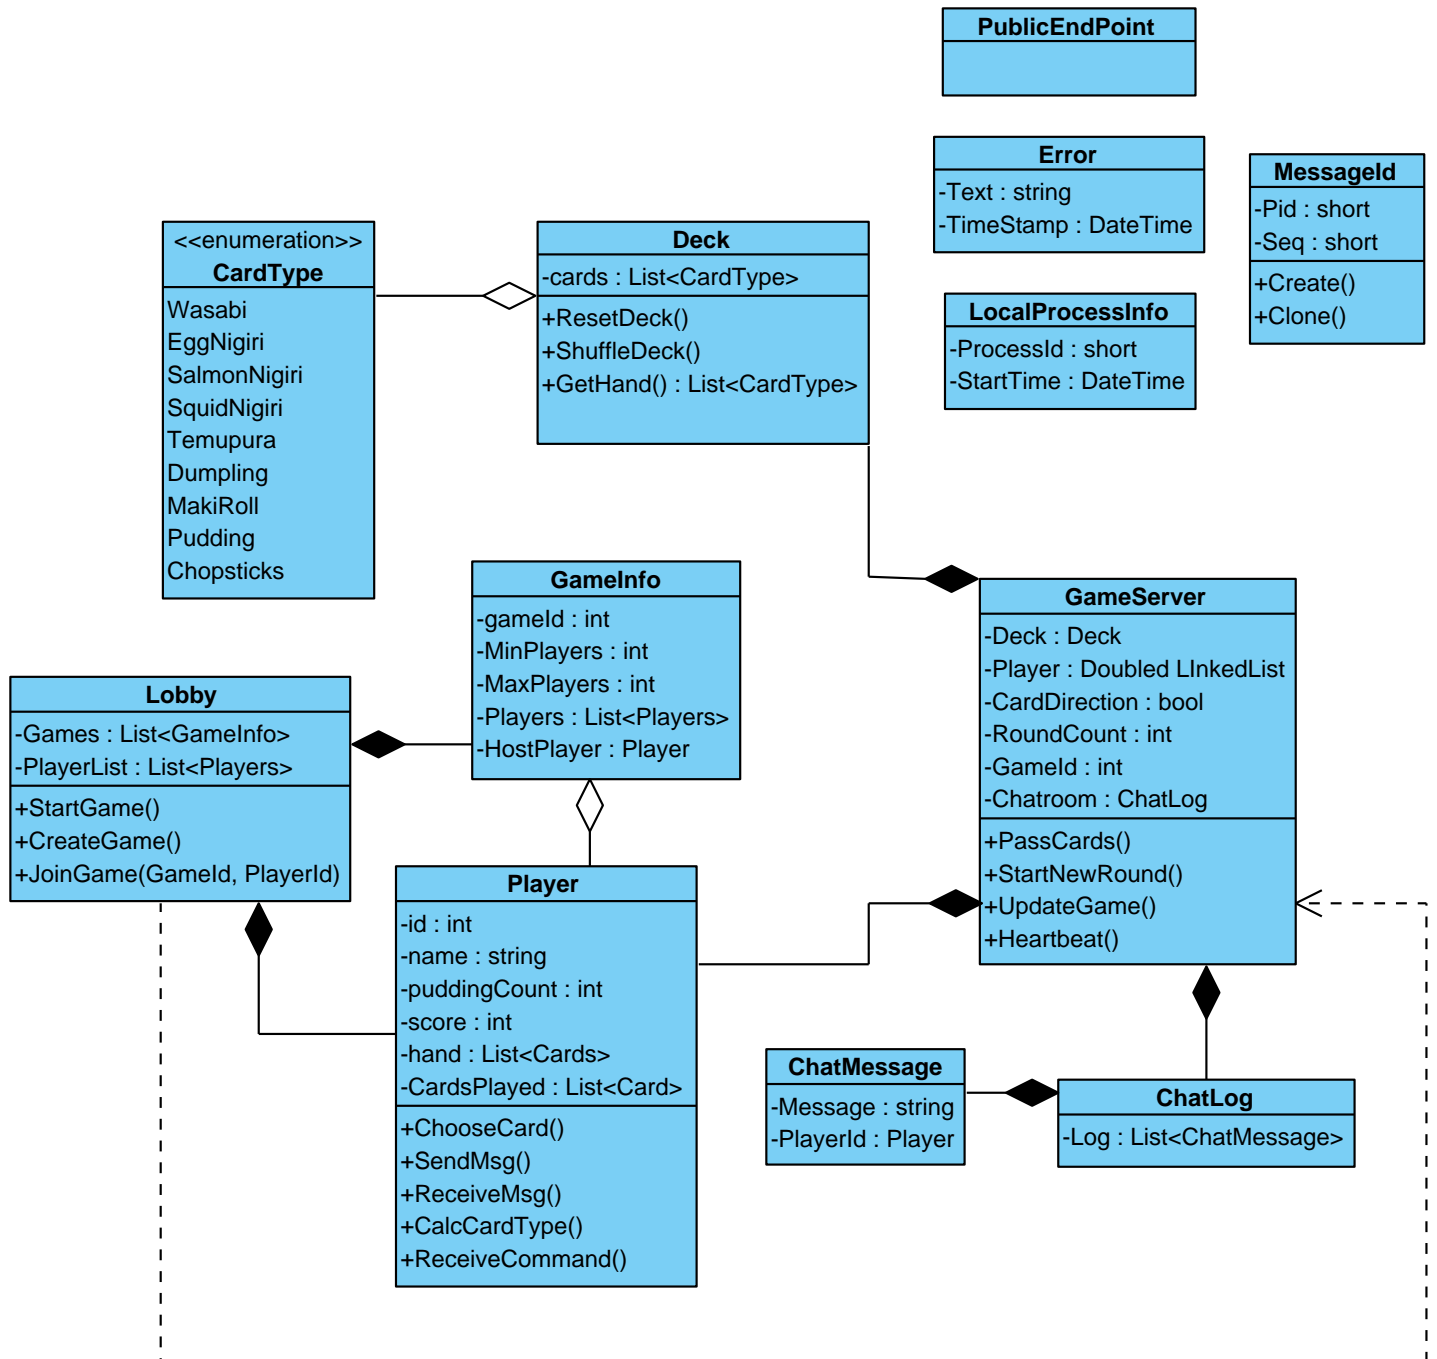 PublicEndPoint
Error
-Text : string
-TimeStamp : DateTime
MessageId
-Pid : short
-Seq : short
+Create()
+Clone()
LocalProcessInfo
-ProcessId : short
-StartTime : DateTime
<<enumeration>>
CardType
Wasabi
EggNigiri
SalmonNigiri
SquidNigiri
Temupura
Dumpling
MakiRoll
Pudding
Chopsticks
Deck
-cards : List<CardType>
+ResetDeck()
+ShuffleDeck()
+GetHand() : List<CardType>
GameInfo
-gameId : int
-MinPlayers : int
-MaxPlayers : int
-Players : List<Players>
-HostPlayer : Player
GameServer
-Deck : Deck
-Player : Doubled LInkedList
-CardDirection : bool
-RoundCount : int
-GameId : int
-Chatroom : ChatLog
+PassCards()
+StartNewRound()
+UpdateGame()
+Heartbeat()
Lobby
-Games : List<GameInfo>
-PlayerList : List<Players>
+StartGame()
+CreateGame()
+JoinGame(GameId, PlayerId)
Player
-id : int
-name : string
-puddingCount : int
-score : int
-hand : List<Cards>
-CardsPlayed : List<Card>
+ChooseCard()
+SendMsg()
+ReceiveMsg()
+CalcCardType()
+ReceiveCommand()
ChatMessage
-Message : string
-PlayerId : Player
ChatLog
-Log : List<ChatMessage>